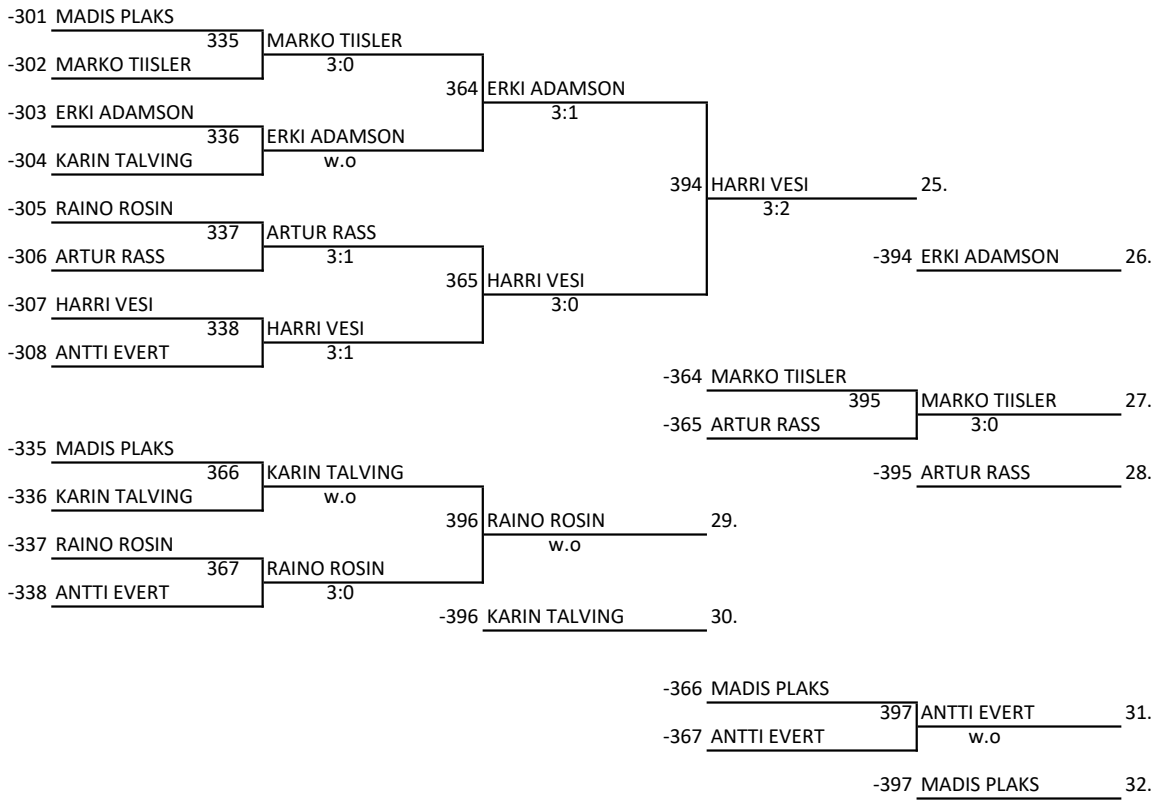 -301 MADIS PLAKS
335 MARKO TIISLER
-302 MARKO TIISLER 3:0
364 ERKI ADAMSON
-303 ERKI ADAMSON 3:1
336 ERKI ADAMSON
-304 KARIN TALVING w.o
394 HARRI VESI 25.
-305 RAINO ROSIN 3:2
337 ARTUR RASS
-306 ARTUR RASS 3:1 -394 ERKI ADAMSON 26.
365 HARRI VESI
-307 HARRI VESI 3:0
338 HARRI VESI
-308 ANTTI EVERT 3:1
-364 MARKO TIISLER
395 MARKO TIISLER 27.
-365 ARTUR RASS 3:0
-335 MADIS PLAKS
366 KARIN TALVING -395 ARTUR RASS 28.
-336 KARIN TALVING w.o
396 RAINO ROSIN 29.
-337 RAINO ROSIN w.o
367 RAINO ROSIN
-338 ANTTI EVERT 3:0
-396 KARIN TALVING 30.
-366 MADIS PLAKS
397 ANTTI EVERT 31.
-367 ANTTI EVERT w.o
-397 MADIS PLAKS 32.